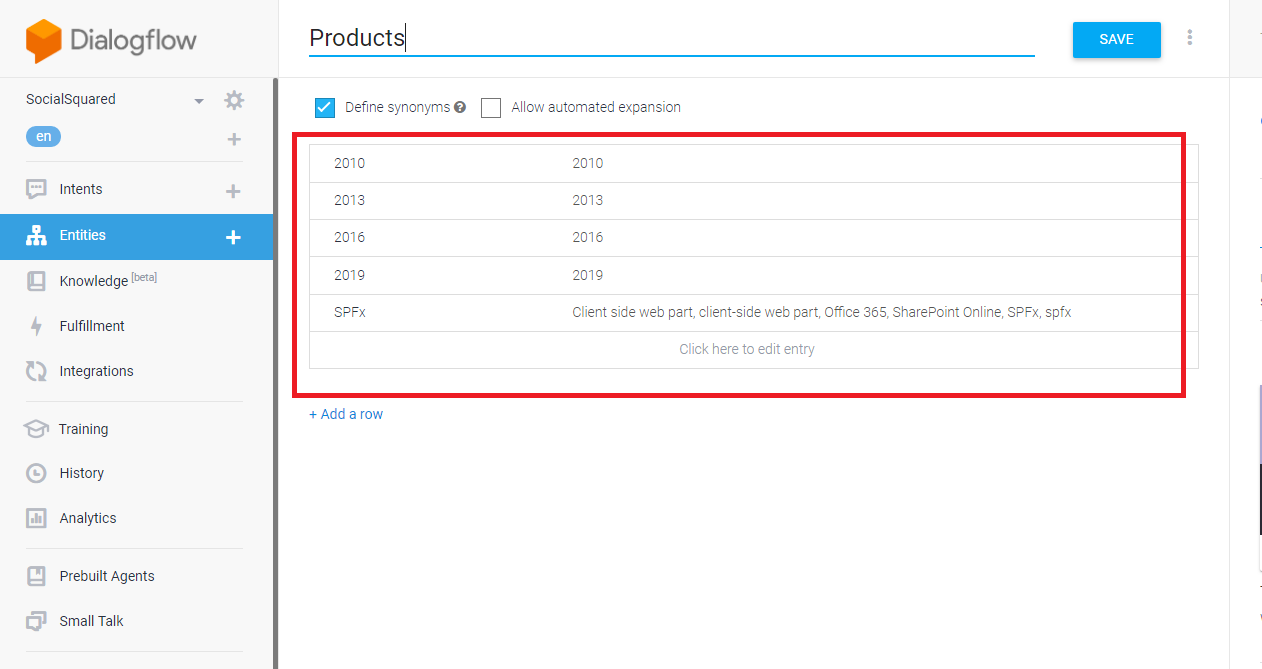 Dialogflow
Products
SAVE
SocialSquared
en
Define synonyms
Allow automated expansion
2010 2010
2013 2013
2016 2016
2019 2019
SPFx Client side web part, client-side web part, Office 365, SharePoint Online, SPFx, spfx
Click here to edit entry
+ Add a row
Intents
Entities
Knowledge [beta]
Fulfillment
Integrations
Training
History
Analytics
Prebuilt Agents
Small Talk